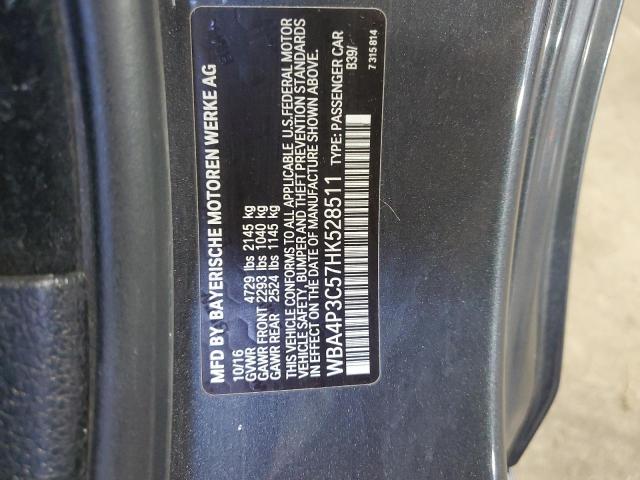 MFD BY BAYERISCHE MOTOREN WERKE AG
10/16
GVWR 4729 lbs 2145 kg
GAWR FRONT 2293 lbs 1040 kg
GAWR REAR 2524 lbs 1145 kg
THIS VEHICLE CONFORMS TO ALL APPLICABLE U.S.FEDERAL MOTOR
VEHICLE SAFETY, BUMPER AND THEFT PREVENTION STANDARDS
IN EFFECT ON THE DATE OF MANUFACTURE SHOWN ABOVE.
WBA4P3C57HK528511 TYPE: PASSENGER CAR
B39/
7 315 814